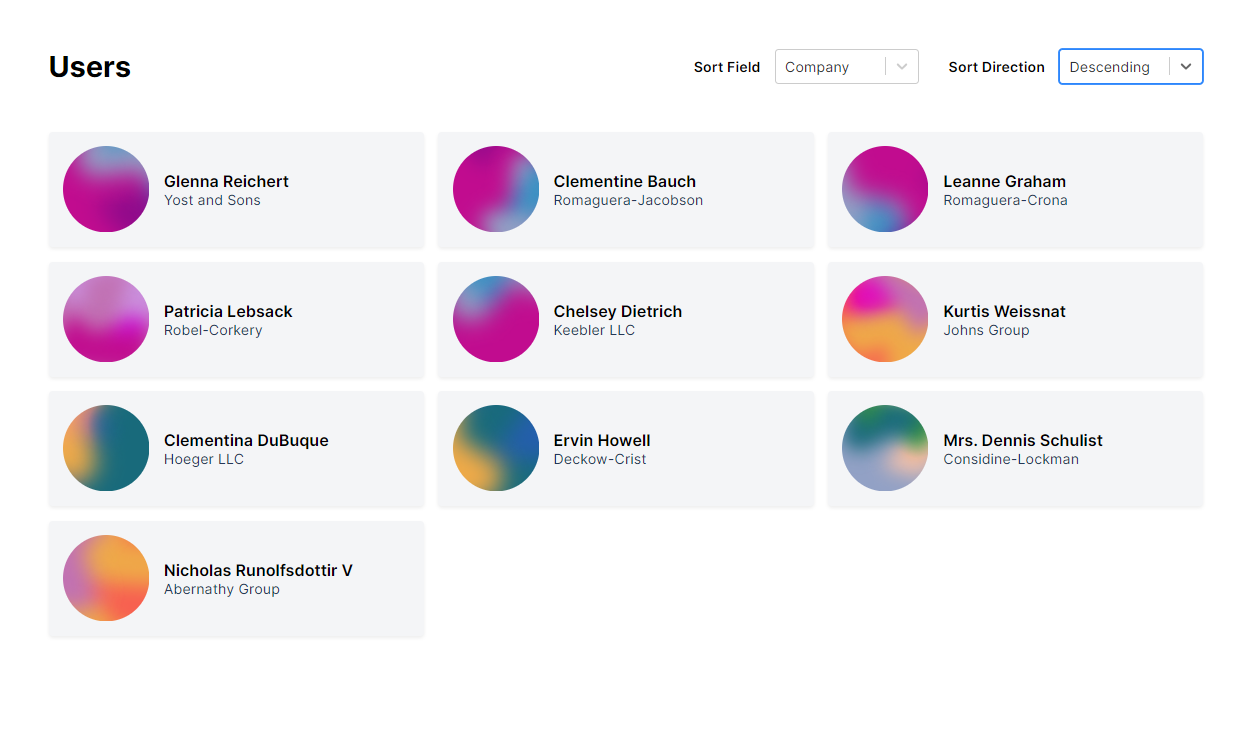 Users
Sort Field
Company
Sort Direction
Descending
Glenna Reichert
Yost and Sons
Clementine Bauch
Romaguera-Jacobson
Leanne Graham
Romaguera-Crona
Patricia Lebsack
Robel-Corkery
Chelsey Dietrich
Keebler LLC
Kurtis Weissnat
Johns Group
Clementina DuBuque
Hoeger LLC
Ervin Howell
Deckow-Crist
Mrs. Dennis Schulist
Considine-Lockman
Nicholas Runolfsdottir V
Abernathy Group